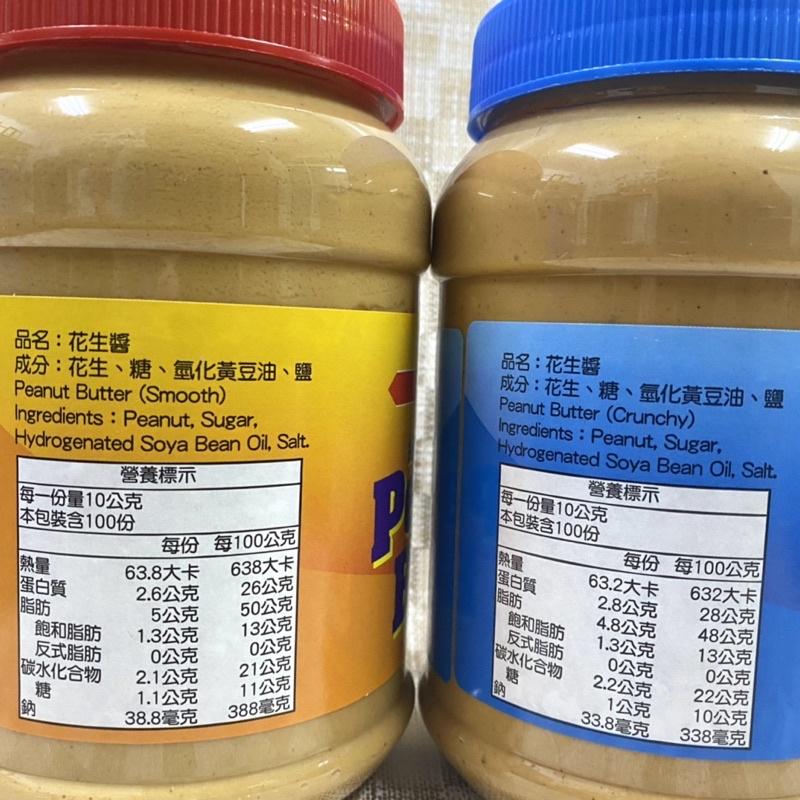 品名：花生醬
成分：花生、糖、氫化黃豆油、鹽
Peanut Butter (Smooth)
Ingredients：Peanut, Sugar,
Hydrogenated Soya Bean Oil, Salt.
營養標示
每一份量10公克
本包裝含100份
每份 每100公克
熱量 63.8大卡 638大卡
蛋白質 2.6公克 26公克
脂肪 5公克 50公克
飽和脂肪 1.3公克 13公克
反式脂肪 0公克 0公克
碳水化合物 2.1公克 21公克
糖 1.1公克 11公克
鈉 38.8毫克 388毫克
品名：花生醬
成分：花生、糖、氫化黃豆油、鹽
Peanut Butter (Crunchy)
Ingredients：Peanut, Sugar,
Hydrogenated Soya Bean Oil, Salt.
營養標示
每一份量10公克
本包裝含100份
每份 每100公克
熱量 63.2大卡 632大卡
蛋白質 2.8公克 28公克
脂肪 4.8公克 48公克
飽和脂肪 1.3公克 13公克
反式脂肪 0公克 0公克
碳水化合物 2.2公克 22公克
糖 1公克 10公克
鈉 33.8毫克 338毫克